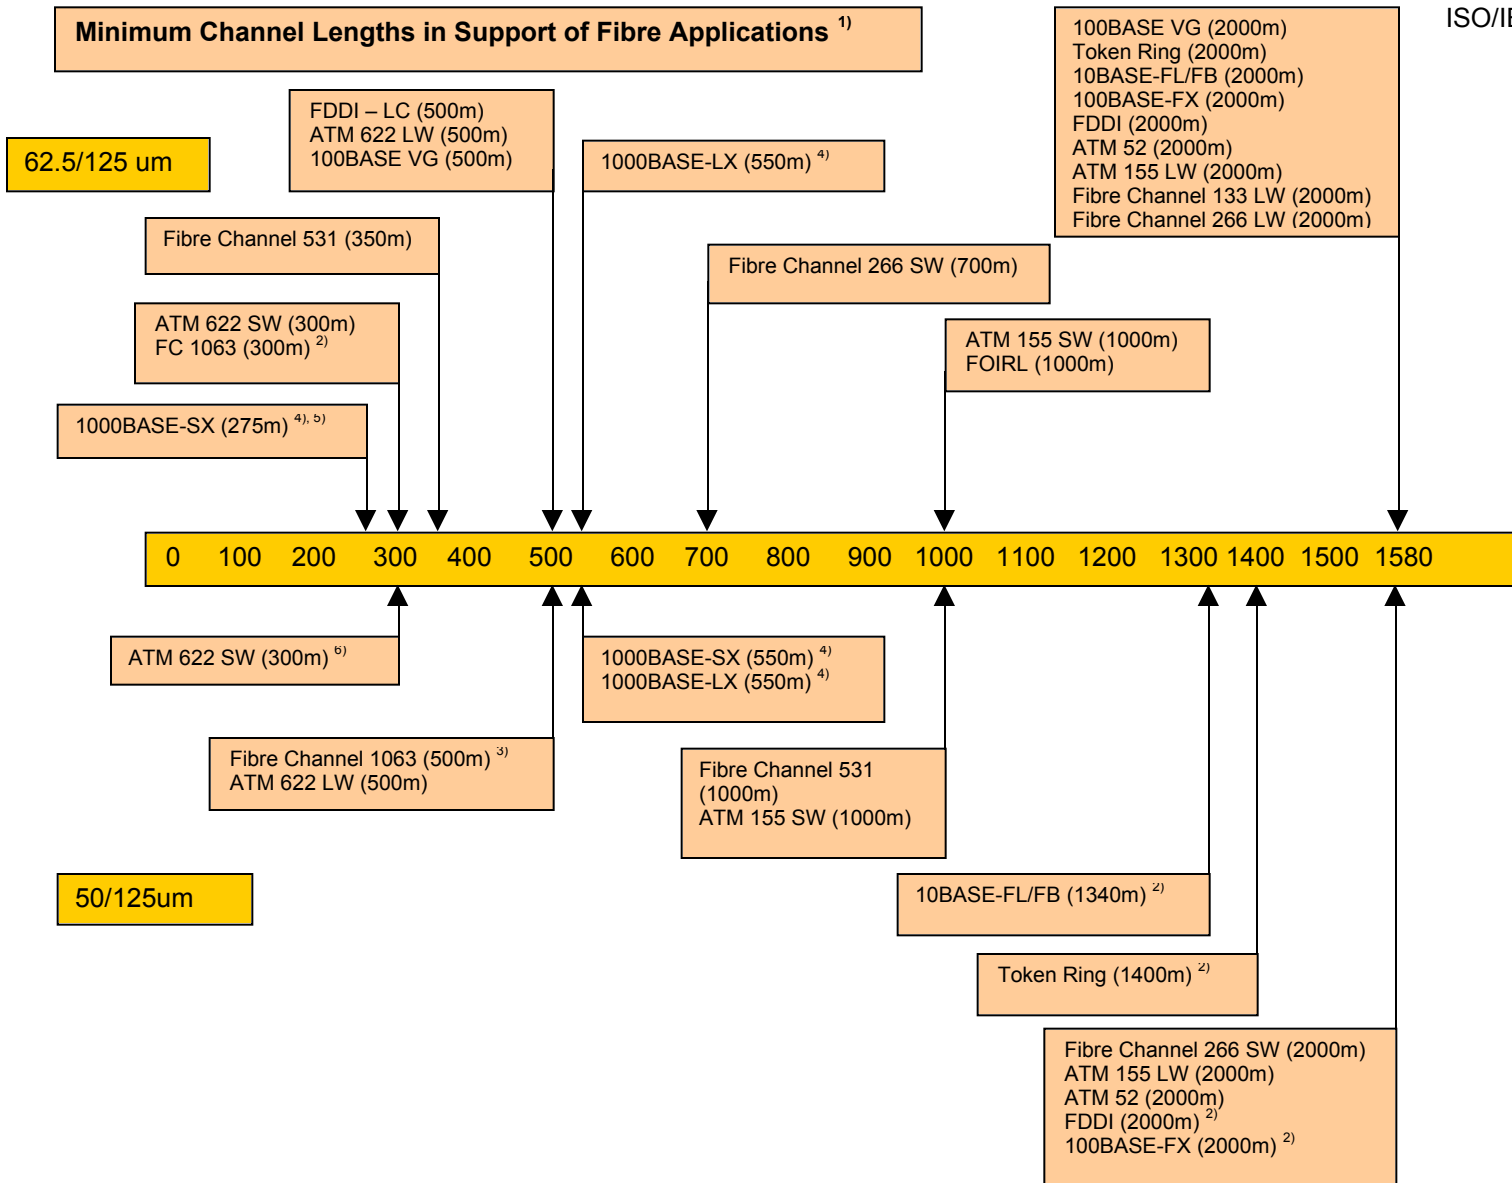 Minimum Channel Lengths in Support of Fibre Applications 1)
ISO/IE
100BASE VG (2000m)
Token Ring (2000m)
10BASE-FL/FB (2000m)
100BASE-FX (2000m)
FDDI (2000m)
ATM 52 (2000m)
ATM 155 LW (2000m)
Fibre Channel 133 LW (2000m)
Fibre Channel 266 LW (2000m)
FDDI – LC (500m)
ATM 622 LW (500m)
100BASE VG (500m)
62.5/125 um
1000BASE-LX (550m) 4)
Fibre Channel 531 (350m)
Fibre Channel 266 SW (700m)
ATM 622 SW (300m)
FC 1063 (300m) 2)
ATM 155 SW (1000m)
FOIRL (1000m)
1000BASE-SX (275m) 4), 5)
0 100 200 300 400 500 600 700 800 900 1000 1100 1200 1300 1400 1500 1580
ATM 622 SW (300m) 6)
1000BASE-SX (550m) 4)
1000BASE-LX (550m) 4)
Fibre Channel 1063 (500m) 3)
ATM 622 LW (500m)
Fibre Channel 531
(1000m)
ATM 155 SW (1000m)
50/125um
10BASE-FL/FB (1340m) 2)
Token Ring (1400m) 2)
Fibre Channel 266 SW (2000m)
ATM 155 LW (2000m)
ATM 52 (2000m)
FDDI (2000m) 2)
100BASE-FX (2000m) 2)